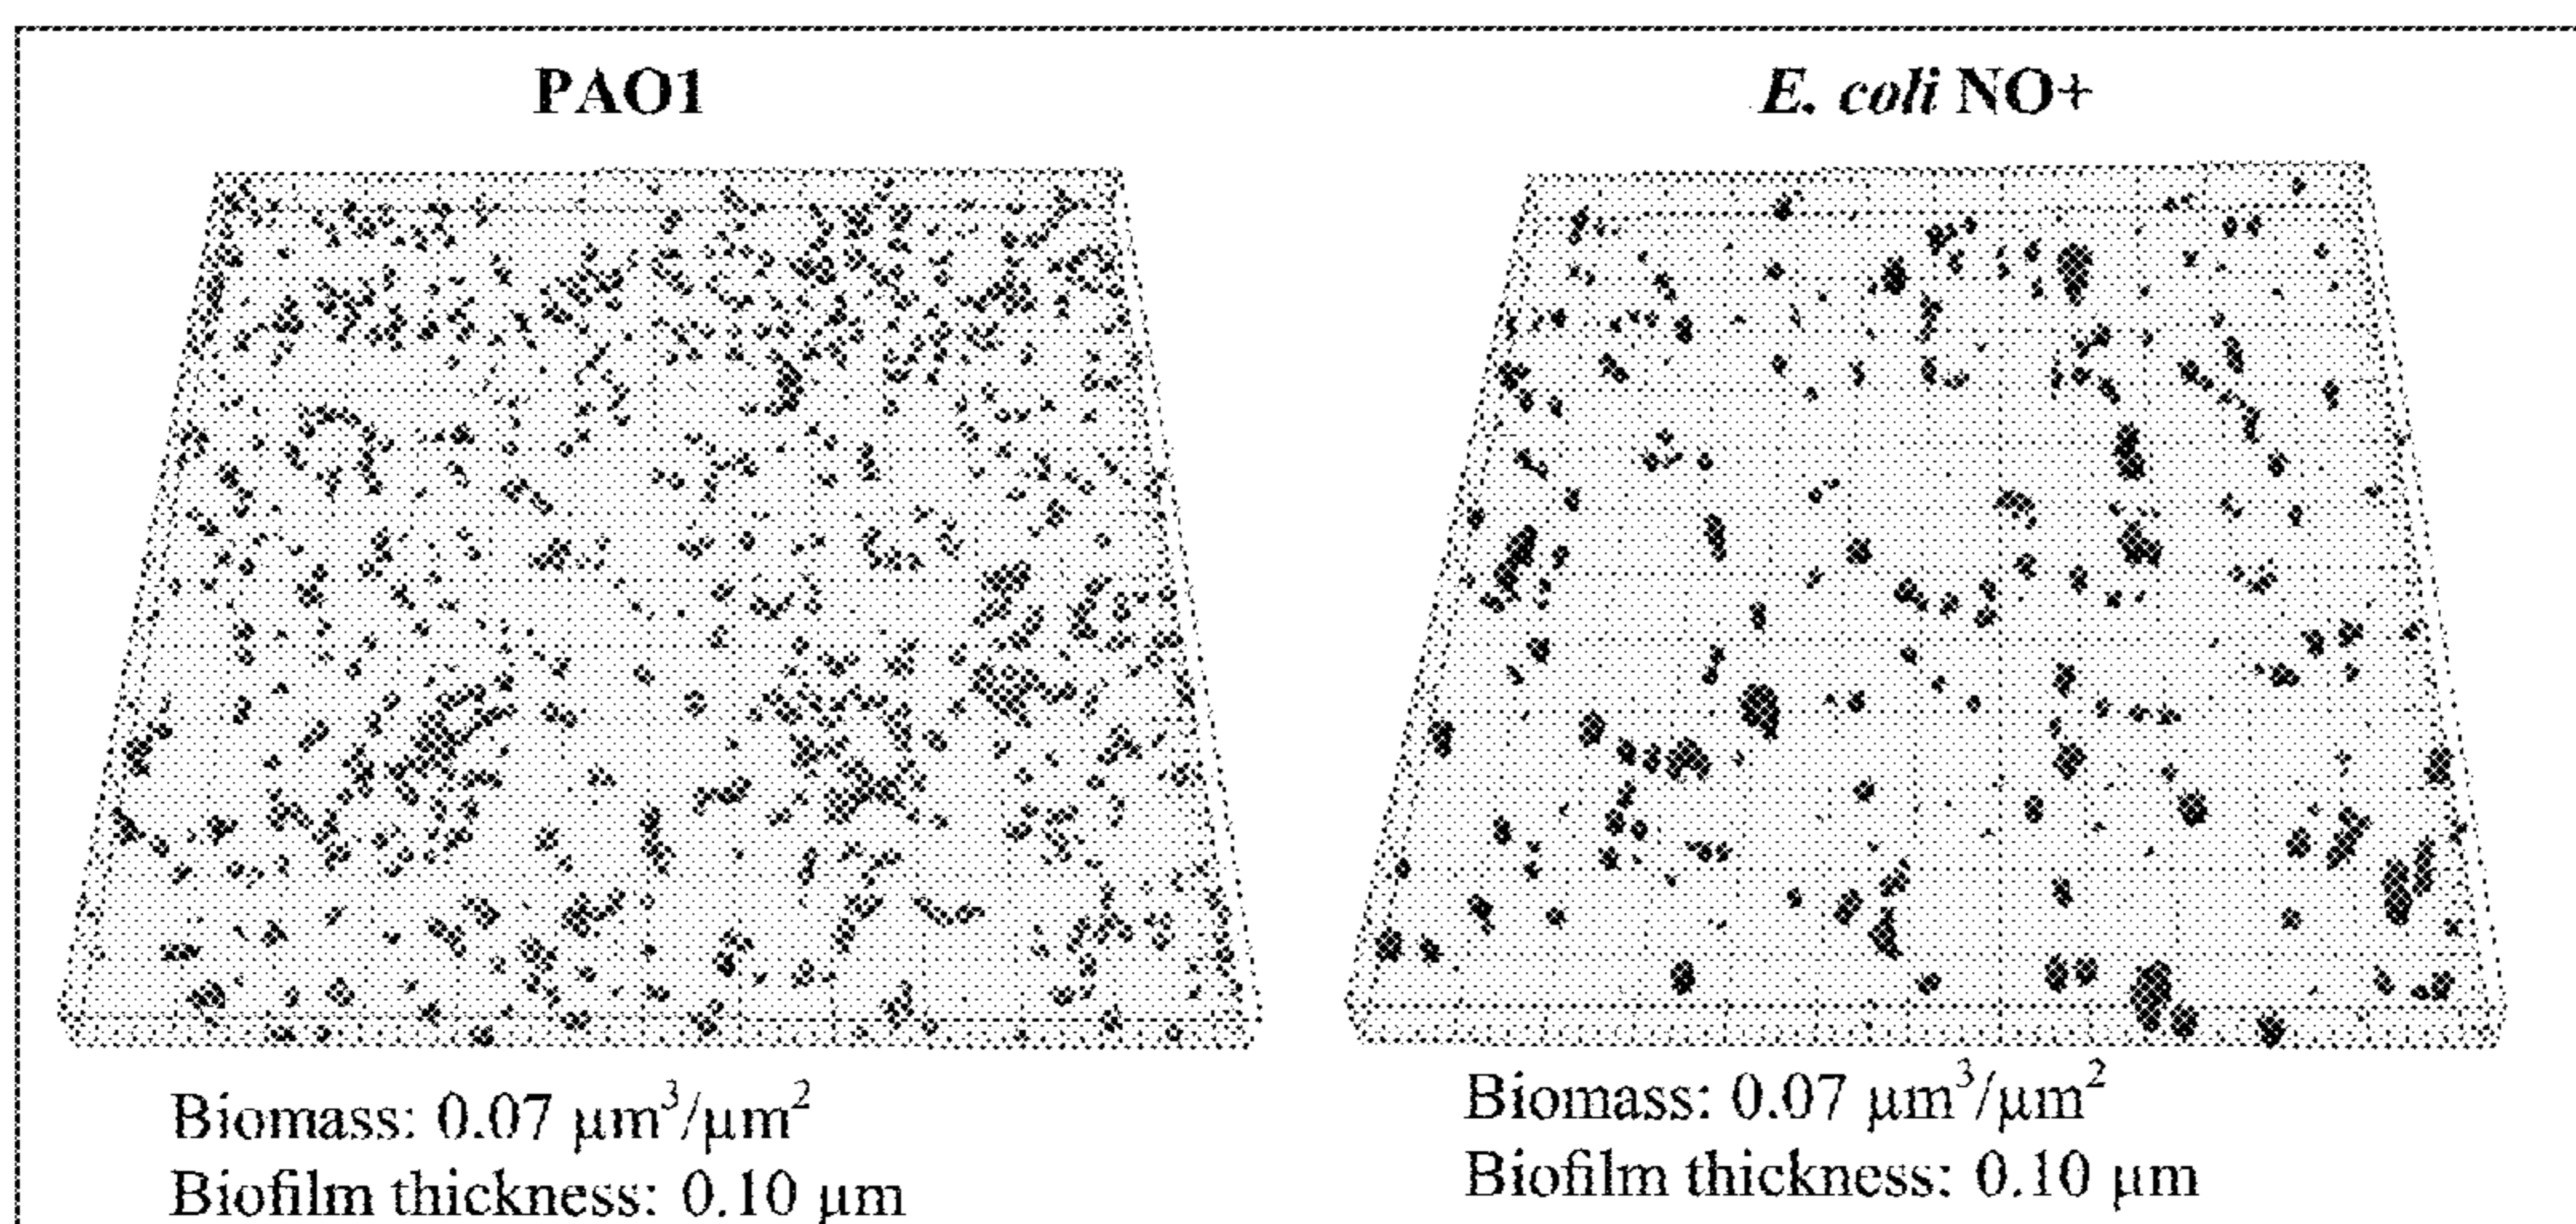 PAO1
E. coli NO+
Biomass: 0.07 μm³/μm²
Biofilm thickness: 0.10 μm
Biomass: 0.07 μm³/μm²
Biofilm thickness: 0.10 μm